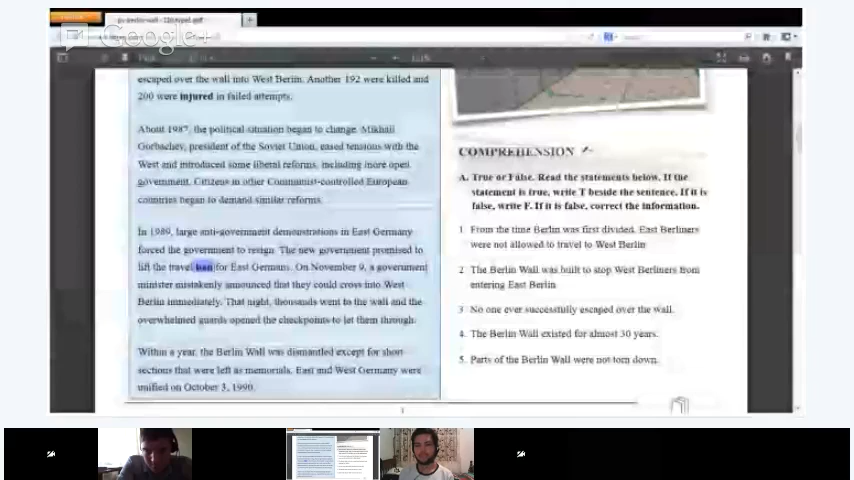 Google+
escaped over the wall into West Berlin. Another 192 were killed and
200 were injured in failed attempts.
About 1987, the political situation began to change. Mikhail
Gorbachev, president of the Soviet Union, eased tensions with the
West and introduced some liberal reforms, including more open
government. Citizens in other Communist-controlled European
countries began to demand similar reforms.
In 1989, large anti-government demonstrations in East Germany
forced the government to resign. The new government promised to
lift the travel ban for East Germans. On November 9, a government
minister mistakenly announced that they could cross into West
Berlin immediately. That night, thousands went to the wall and the
overwhelmed guards opened the checkpoints to let them through.
Within a year, the Berlin Wall was dismantled except for short
sections that were left as memorials. East and West Germany were
unified on October 3, 1990.
COMPREHENSION
A. True or False. Read the statements below. If the
statement is true, write T beside the sentence. If it is
false, write F. If it is false, correct the information.
1 From the time Berlin was first divided, East Berliners
were not allowed to travel to West Berlin
2 The Berlin Wall was built to stop West Berliners from
entering East Berlin
3 No one ever successfully escaped over the wall.
4. The Berlin Wall existed for almost 30 years.
5. Parts of the Berlin Wall were not torn down.
1